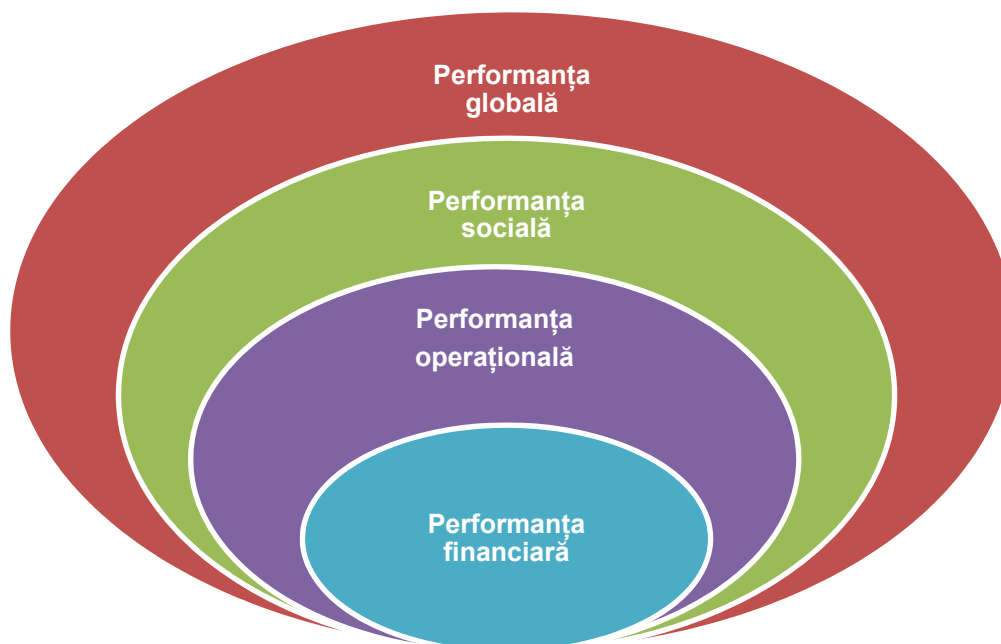 Performanța
globală
Performanța
socială
Performanța
operațională
Performanța
financiară